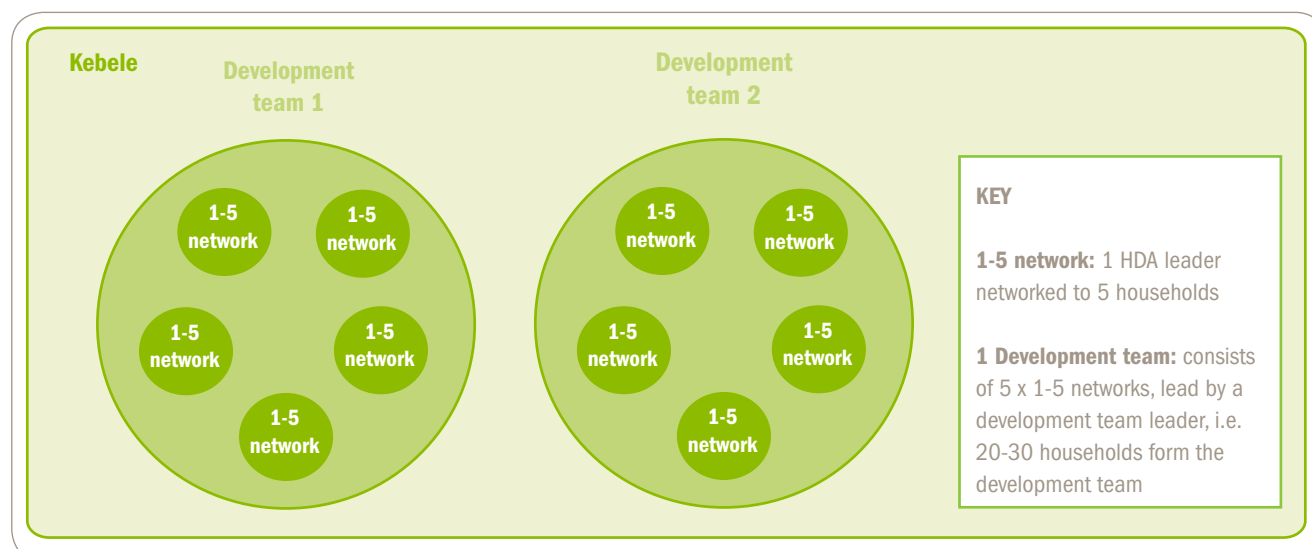 Kebele
Development
team 1
1-5
network
1-5
network
1-5
network
1-5
network
1-5
network
Development
team 2
1-5
network
1-5
network
1-5
network
1-5
network
1-5
network
KEY
1-5 network: 1 HDA leader
networked to 5 households
1 Development team: consists
of 5 x 1-5 networks, lead by a
development team leader, i.e.
20-30 households form the
development team